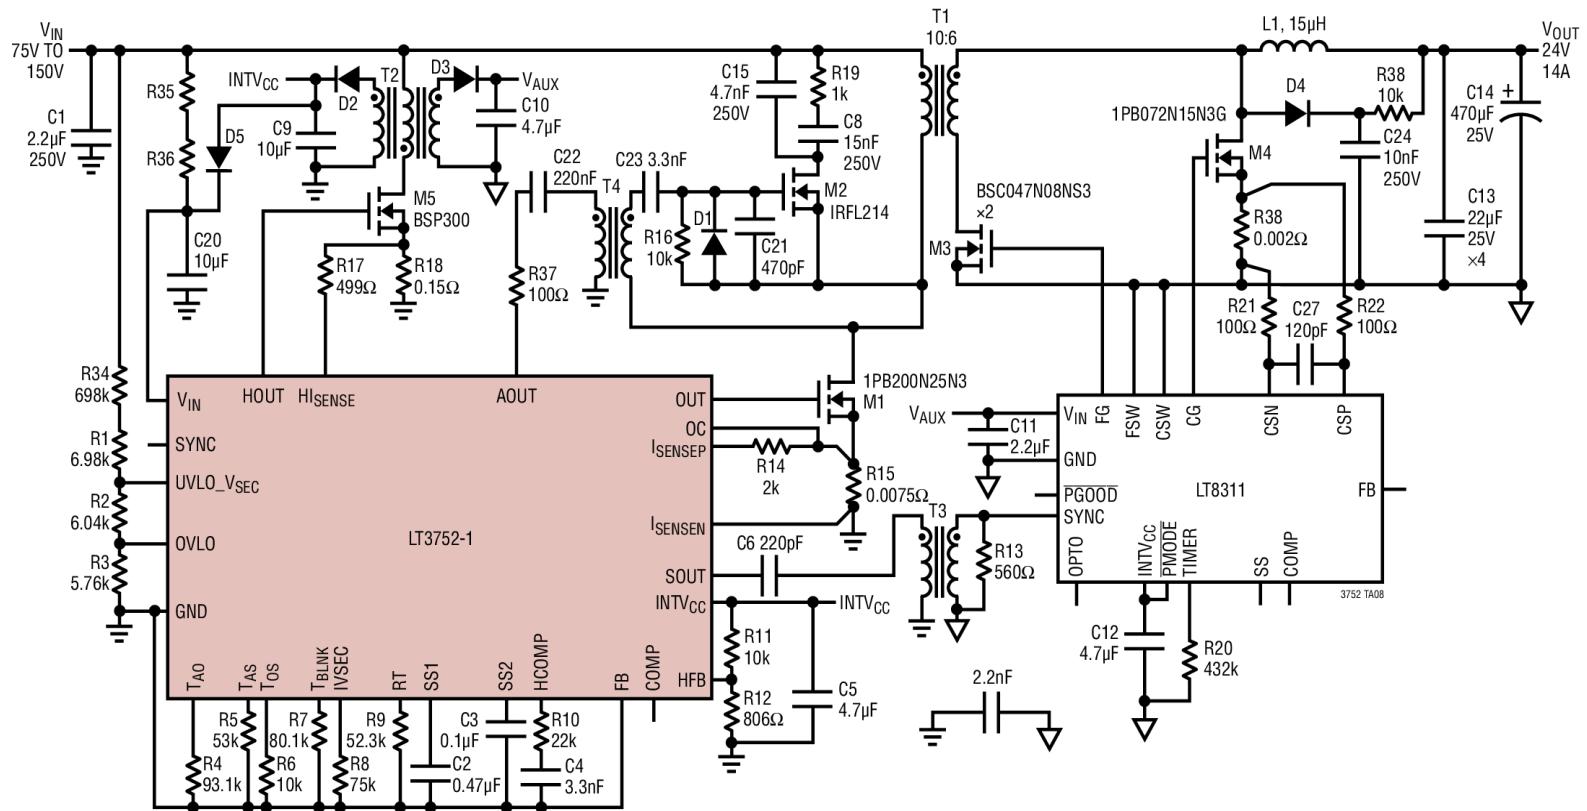 VIN
75V TO
150V
C1
2.2µF
250V
R35
R36
INTVCC
D2
D5
C9
10µF
C20
10µF
T2
D3
VAUX
C10
4.7µF
M5
BSP300
R17
499Ω
R18
0.15Ω
C22
220nF
R37
100Ω
T4
C23 3.3nF
R16
10k
D1
C21
470pF
C15
4.7nF
250V
R19
1k
C8
15nF
250V
M2
IRFL214
T1
10:6
L1, 15µH
VOUT
24V
14A
D4
R38
10k
1PB072N15N3G
M4
C24
10nF
250V
C14
+
470µF
25V
C13
22µF
25V
×4
BSC047N08NS3
×2
M3
R38
0.002Ω
R21
100Ω
C27
120pF
R22
100Ω
R34
698k
R1
6.98k
R2
6.04k
R3
5.76k
VIN
SYNC
UVLO_VSEC
OVLO
GND
HOUT
HISENSE
AOUT
OUT
OC
ISENSEP
ISENSEN
SOUT
INTVCC
HFB
LT3752-1
TAO
TAS
TOS
TBLNK
IVSEC
RT
SS1
SS2
HCOMP
FB
COMP
1PB200N25N3
M1
R14
2k
R15
0.0075Ω
C6 220pF
T3
R13
560Ω
INTVCC
R11
10k
R12
806Ω
C5
4.7µF
R5
53k
R4
93.1k
R6
10k
R7
80.1k
R8
75k
R9
52.3k
C2
0.47µF
C3
0.1µF
R10
22k
C4
3.3nF
2.2nF
VAUX
C11
2.2µF
VIN
FG
FSW
CSW
CG
CSN
CSP
GND
PGOOD
SYNC
LT8311
FB
OPTO
INTVCC
PMODE
TIMER
SS
COMP
3752 TA08
C12
4.7µF
R20
432k